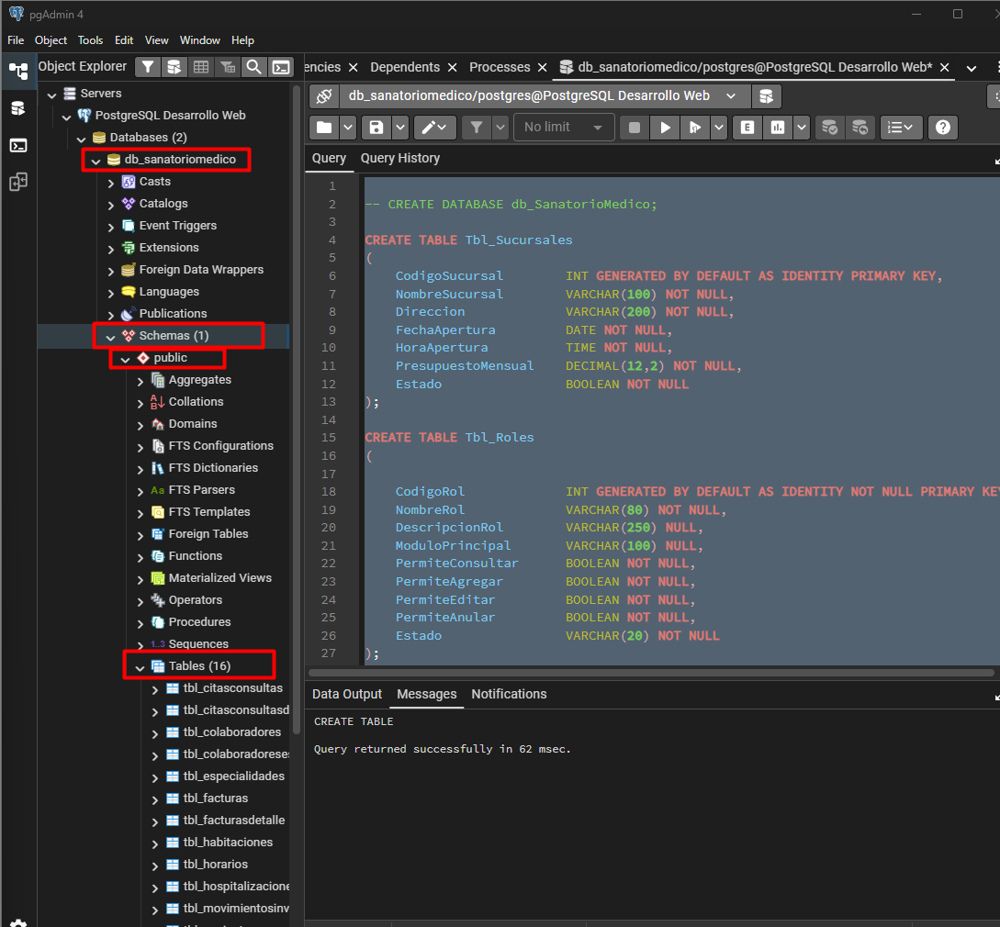 pgAdmin 4
File Object Tools Edit View Window Help
Object Explorer
Servers
PostgreSQL Desarrollo Web
Databases (2)
db_sanatoriomedico
Casts
Catalogs
Event Triggers
Extensions
Foreign Data Wrappers
Languages
Publications
Schemas (1)
public
Aggregates
Collations
Domains
FTS Configurations
FTS Dictionaries
FTS Parsers
FTS Templates
Foreign Tables
Functions
Materialized Views
Operators
Procedures
1..3 Sequences
Tables (16)
tbl_citasconsultas
tbl_citasconsultasd
tbl_colaboradores
tbl_colaboradorese
tbl_especialidades
tbl_facturas
tbl_facturasdetalle
tbl_habitaciones
tbl_horarios
tbl_hospitalizacione
tbl_movimientosinv
encies Dependents Processes db_sanatoriomedico/postgres@PostgreSQL Desarrollo Web*
db_sanatoriomedico/postgres@PostgreSQL Desarrollo Web
No limit E
Query Query History
1
2 -- CREATE DATABASE db_SanatorioMedico;
3
4 CREATE TABLE Tbl_Sucursales
5 (
6 CodigoSucursal INT GENERATED BY DEFAULT AS IDENTITY PRIMARY KEY,
7 NombreSucursal VARCHAR(100) NOT NULL,
8 Direccion VARCHAR(200) NOT NULL,
9 FechaApertura DATE NOT NULL,
10 HoraApertura TIME NOT NULL,
11 PresupuestoMensual DECIMAL(12,2) NOT NULL,
12 Estado BOOLEAN NOT NULL
13 );
14
15 CREATE TABLE Tbl_Roles
16 (
17
18 CodigoRol INT GENERATED BY DEFAULT AS IDENTITY NOT NULL PRIMARY KEY
19 NombreRol VARCHAR(80) NOT NULL,
20 DescripcionRol VARCHAR(250) NULL,
21 ModuloPrincipal VARCHAR(100) NULL,
22 PermiteConsultar BOOLEAN NOT NULL,
23 PermiteAgregar BOOLEAN NOT NULL,
24 PermiteEditar BOOLEAN NOT NULL,
25 PermiteAnular BOOLEAN NOT NULL,
26 Estado VARCHAR(20) NOT NULL
27 );
Data Output Messages Notifications
CREATE TABLE
Query returned successfully in 62 msec.